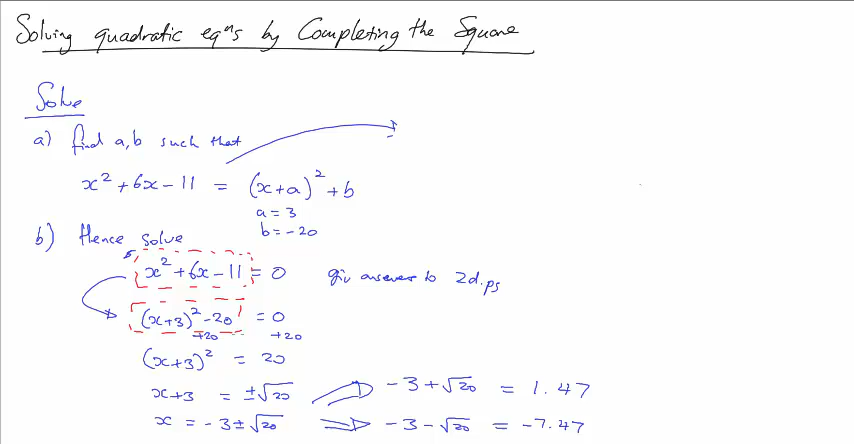 Solving quadratic eqⁿs by Completing the Square
Solve
a) find a,b such that
x² + 6x - 11 = (x+a)² + b
a = 3
b = -20
b) Hence solve
x² + 6x - 11 = 0 giv answer to 2d.ps
(x+3)² - 20 = 0
+20 +20
(x+3)² = 20
x+3 = ±√20 ⇒ -3+√20 = 1.47
x = -3±√20 ⇒ -3-√20 = -7.47